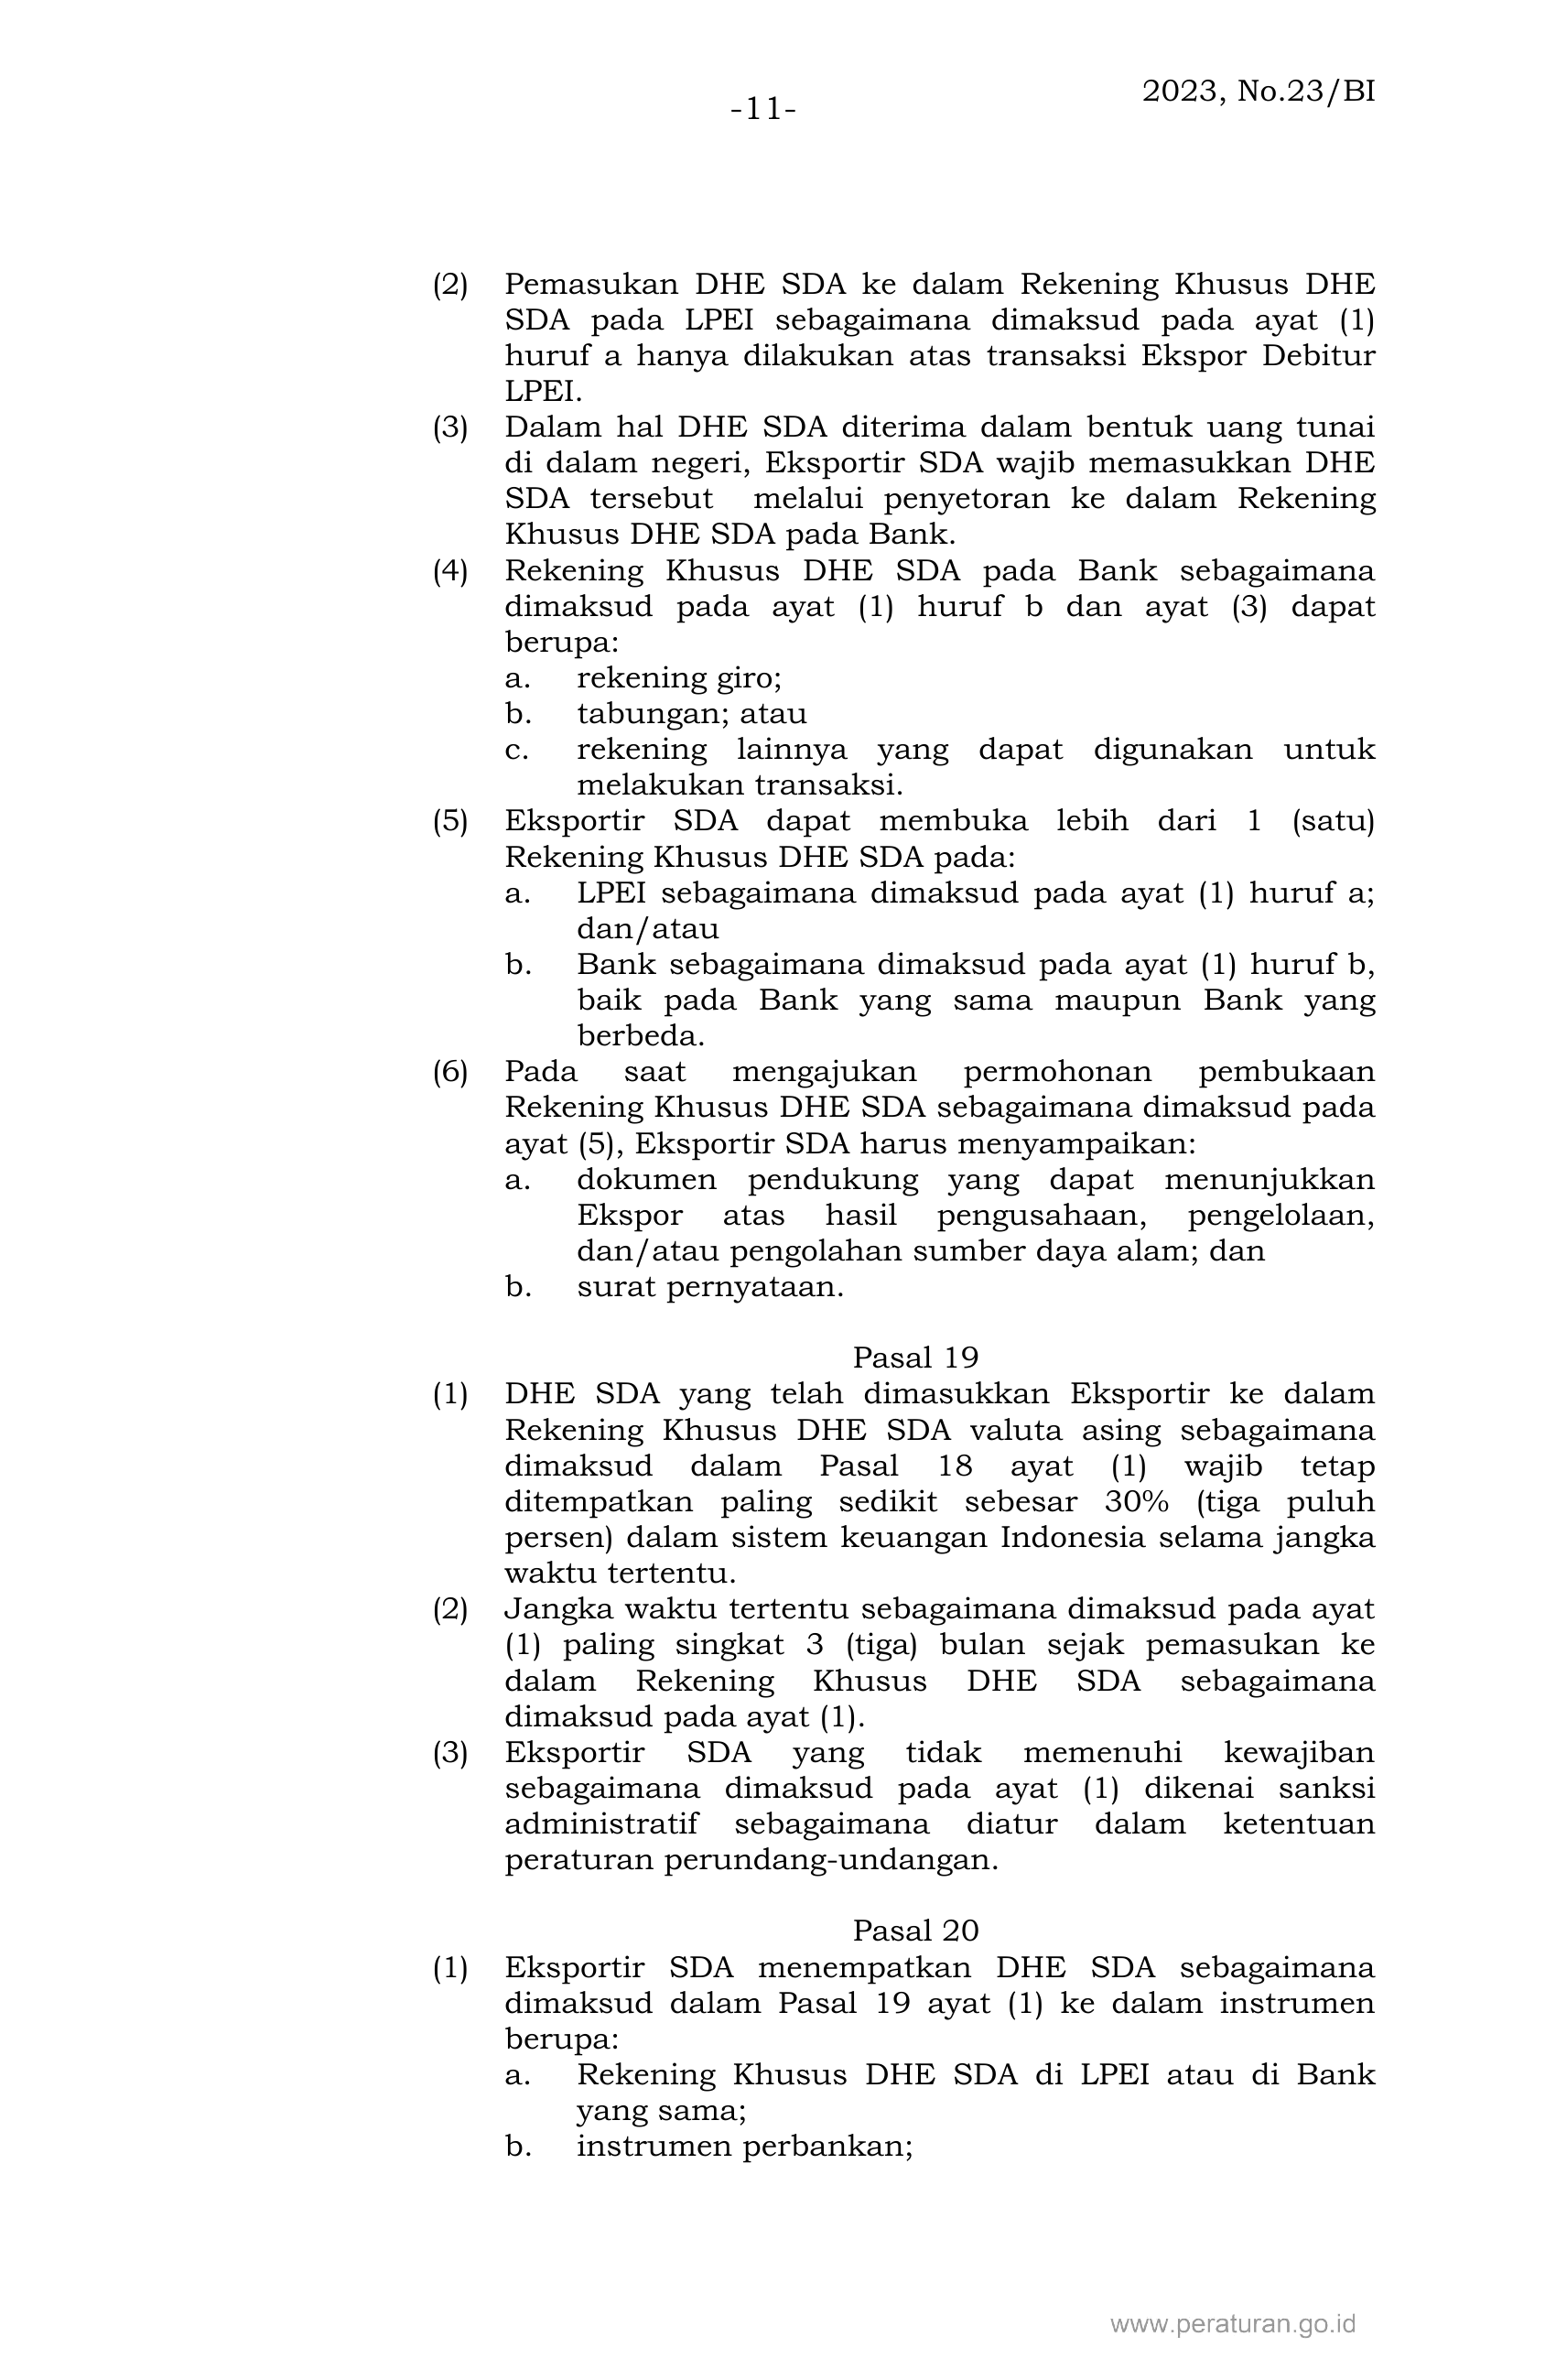 2023, No.23/BI
-11-
(2) Pemasukan DHE SDA ke dalam Rekening Khusus DHE
SDA pada LPEI sebagaimana dimaksud pada ayat (1)
huruf a hanya dilakukan atas transaksi Ekspor Debitur
LPEI.
(3) Dalam hal DHE SDA diterima dalam bentuk uang tunai
di dalam negeri, Eksportir SDA wajib memasukkan DHE
SDA tersebut melalui penyetoran ke dalam Rekening
Khusus DHE SDA pada Bank.
(4) Rekening Khusus DHE SDA pada Bank sebagaimana
dimaksud pada ayat (1) huruf b dan ayat (3) dapat
berupa:
a. rekening giro;
b. tabungan; atau
c. rekening lainnya yang dapat digunakan untuk
melakukan transaksi.
(5) Eksportir SDA dapat membuka lebih dari 1 (satu)
Rekening Khusus DHE SDA pada:
a. LPEI sebagaimana dimaksud pada ayat (1) huruf a;
dan/atau
b. Bank sebagaimana dimaksud pada ayat (1) huruf b,
baik pada Bank yang sama maupun Bank yang
berbeda.
(6) Pada saat mengajukan permohonan pembukaan
Rekening Khusus DHE SDA sebagaimana dimaksud pada
ayat (5), Eksportir SDA harus menyampaikan:
a. dokumen pendukung yang dapat menunjukkan
Ekspor atas hasil pengusahaan, pengelolaan,
dan/atau pengolahan sumber daya alam; dan
b. surat pernyataan.
Pasal 19
(1) DHE SDA yang telah dimasukkan Eksportir ke dalam
Rekening Khusus DHE SDA valuta asing sebagaimana
dimaksud dalam Pasal 18 ayat (1) wajib tetap
ditempatkan paling sedikit sebesar 30% (tiga puluh
persen) dalam sistem keuangan Indonesia selama jangka
waktu tertentu.
(2) Jangka waktu tertentu sebagaimana dimaksud pada ayat
(1) paling singkat 3 (tiga) bulan sejak pemasukan ke
dalam Rekening Khusus DHE SDA sebagaimana
dimaksud pada ayat (1).
(3) Eksportir SDA yang tidak memenuhi kewajiban
sebagaimana dimaksud pada ayat (1) dikenai sanksi
administratif sebagaimana diatur dalam ketentuan
peraturan perundang-undangan.
Pasal 20
(1) Eksportir SDA menempatkan DHE SDA sebagaimana
dimaksud dalam Pasal 19 ayat (1) ke dalam instrumen
berupa:
a. Rekening Khusus DHE SDA di LPEI atau di Bank
yang sama;
b. instrumen perbankan;
www.peraturan.go.id